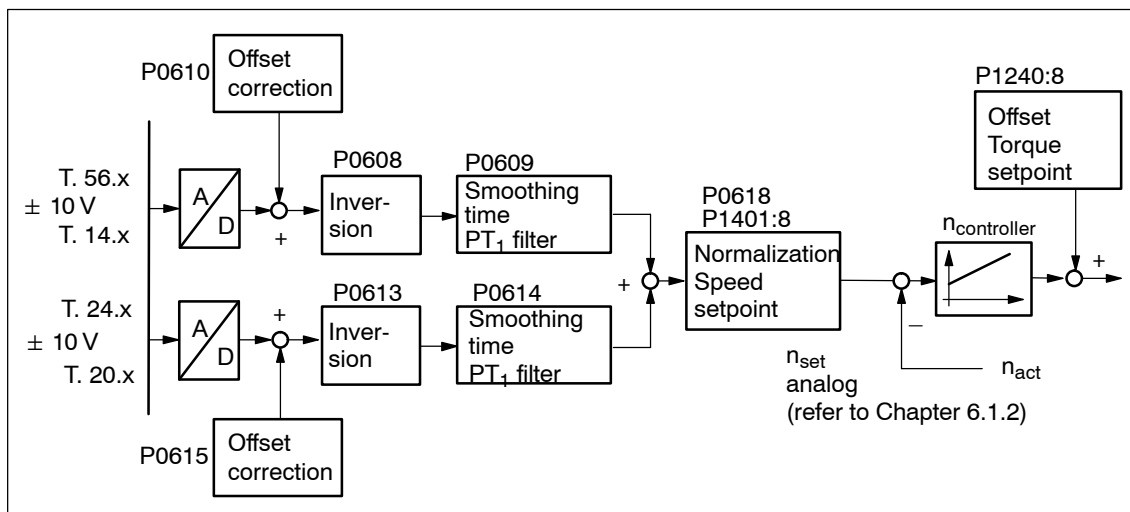 P0610
Offset
correction
T. 56.x
± 10 V
T. 14.x
A
D
+
P0608
Inver-
sion
P0609
Smoothing
time
PT1 filter
T. 24.x
± 10 V
T. 20.x
A
D
+
P0613
Inver-
sion
P0614
Smoothing
time
PT1 filter
P0615
Offset
correction
+
P0618
P1401:8
Normalization
Speed
setpoint
nset
analog
(refer to Chapter 6.1.2)
–
nact
ncontroller
P1240:8
Offset
Torque
setpoint
+